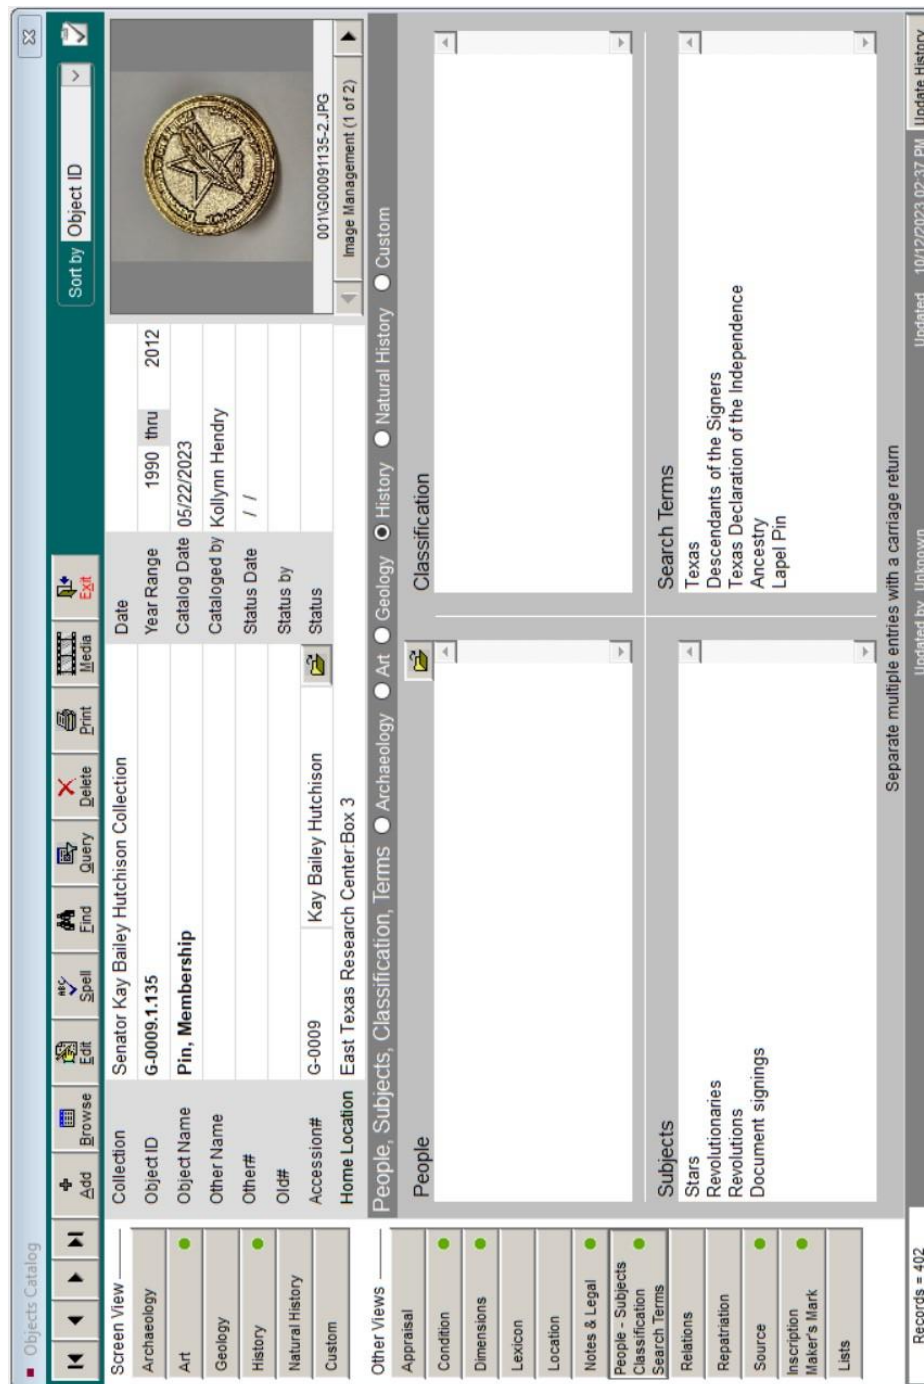 Objects Catalog
Add Browse Edit Spell Find Query Delete Print Media Exit
Sort by Object ID
Screen View
Archaeology
Art
Geology
History
Natural History
Custom
Collection Senator Kay Bailey Hutchison Collection
Object ID G-0009.1.135
Object Name Pin, Membership
Other Name
Other#
Old#
Accession# G-0009 Kay Bailey Hutchison
Home Location East Texas Research Center:Box 3
Date
Year Range 1990 thru 2012
Catalog Date 05/22/2023
Cataloged by Kollynn Hendry
Status Date / /
Status by
Status
001\G00091135-2.JPG
Image Management (1 of 2)
People, Subjects, Classification, Terms Archaeology Art Geology History Natural History Custom
Other Views
Appraisal
Condition
Dimensions
Lexicon
Location
Notes & Legal
People - Subjects
Classification
Search Terms
Relations
Repatriation
Source
Inscription
Maker's Mark
Lists
People
Classification
Subjects
Stars
Revolutionaries
Revolutions
Document signings
Search Terms
Texas
Descendants of the Signers
Texas Declaration of the Independence
Ancestry
Lapel Pin
Separate multiple entries with a carriage return
Records = 402
Updated by Unknown
Updated 10/12/2023 02:37 PM
Update History